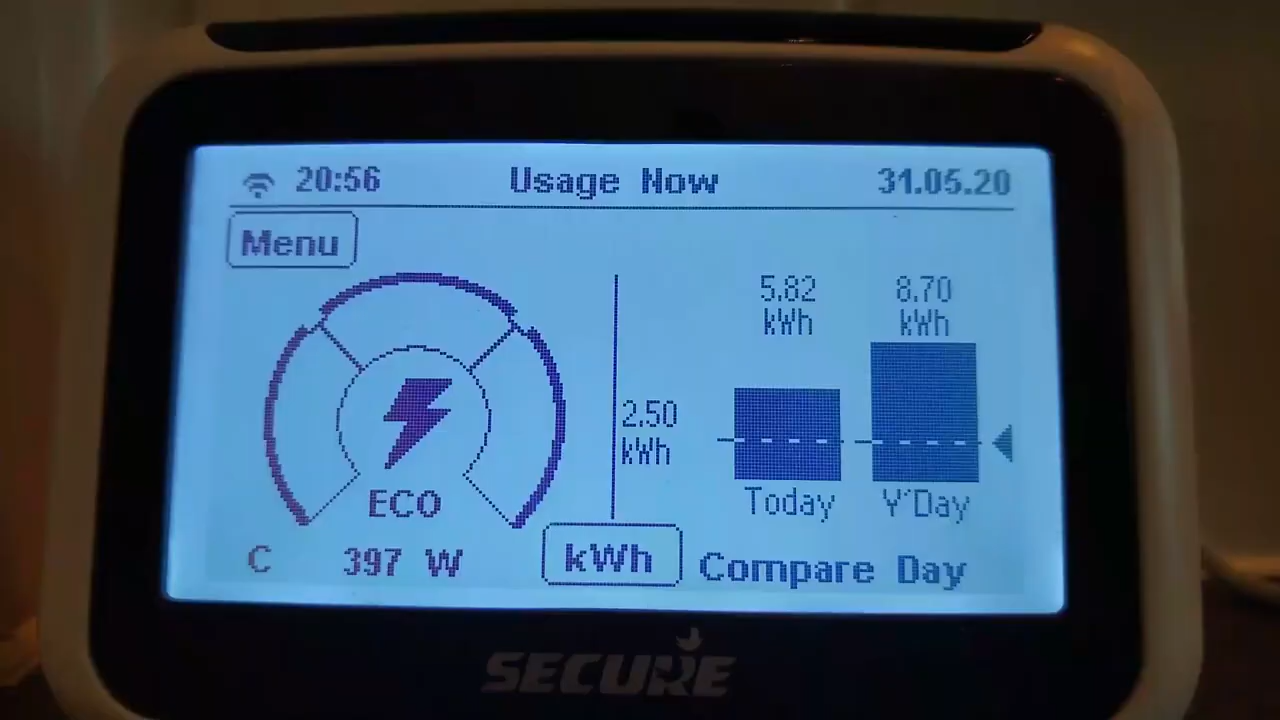 20:56 Usage Now 31.05.20
Menu
5.82 8.70
kWh kWh
2.50
kWh
ECO
Today Y'Day
C 397 W kWh Compare Day
SECURE